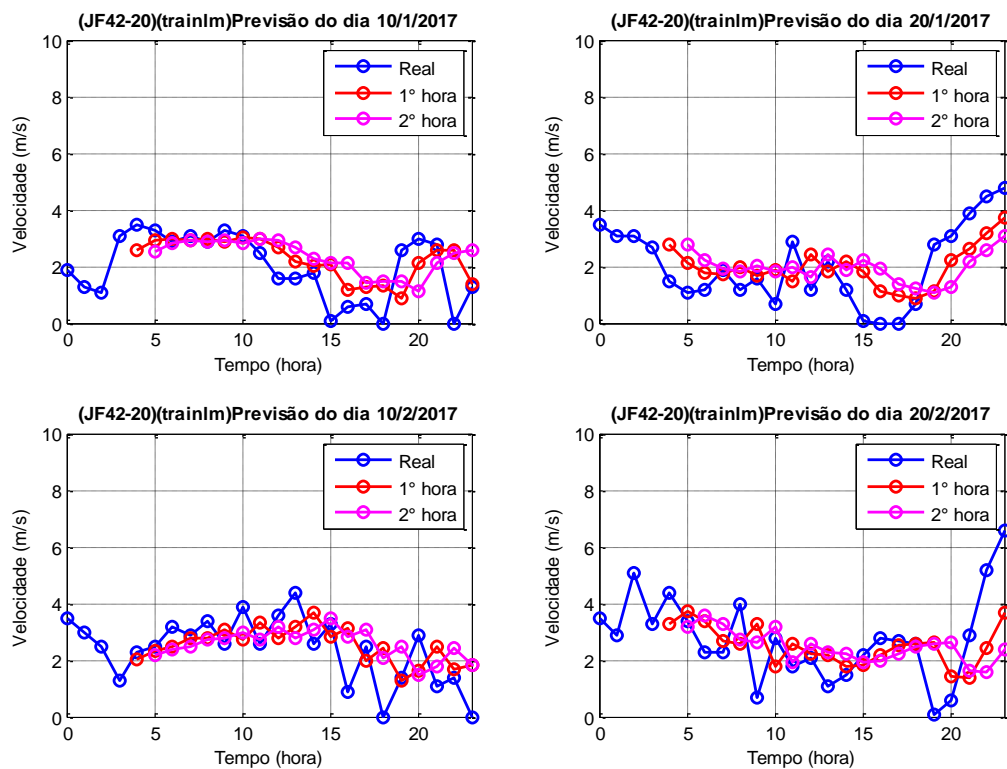 (JF42-20)(trainlm)Previsão do dia 10/1/2017
10
8
6
4
2
0
0
5
10
15
20
Velocidade (m/s)
Tempo (hora)
Real
1° hora
2° hora
(JF42-20)(trainlm)Previsão do dia 20/1/2017
10
8
6
4
2
0
0
5
10
15
20
Velocidade (m/s)
Tempo (hora)
Real
1° hora
2° hora
(JF42-20)(trainlm)Previsão do dia 10/2/2017
10
8
6
4
2
0
0
5
10
15
20
Velocidade (m/s)
Tempo (hora)
Real
1° hora
2° hora
(JF42-20)(trainlm)Previsão do dia 20/2/2017
10
8
6
4
2
0
0
5
10
15
20
Velocidade (m/s)
Tempo (hora)
Real
1° hora
2° hora